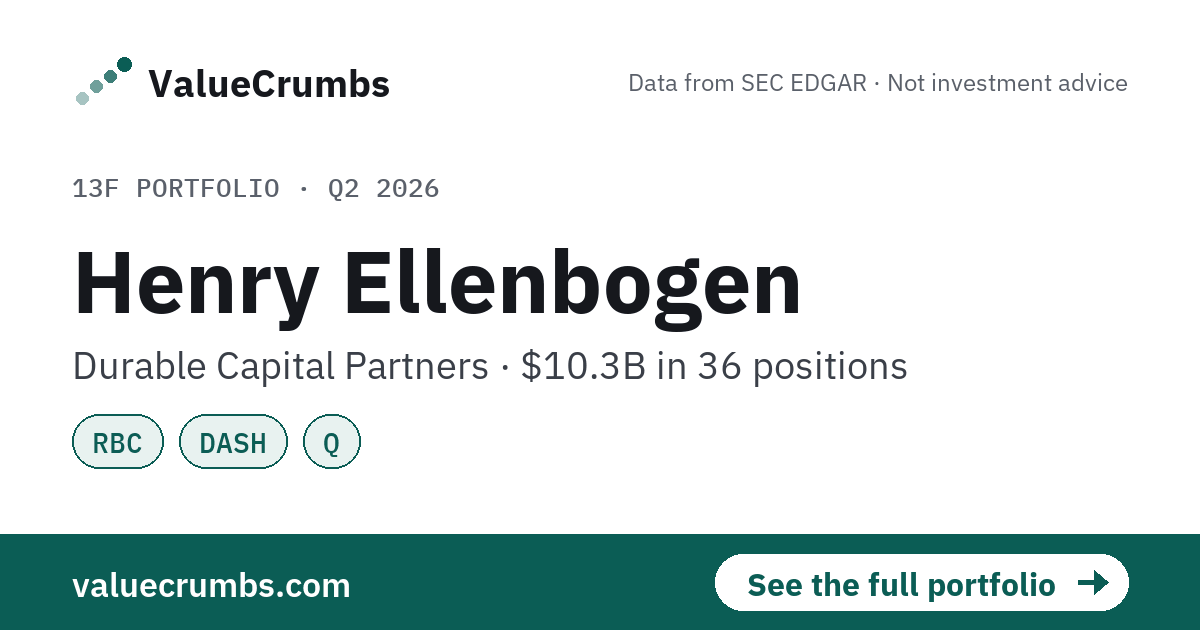 ValueCrumbs
Data from SEC EDGAR · Not investment advice
13F PORTFOLIO · Q2 2026
Henry Ellenbogen
Durable Capital Partners · $10.3B in 36 positions
RBC DASH Q
valuecrumbs.com
See the full portfolio →